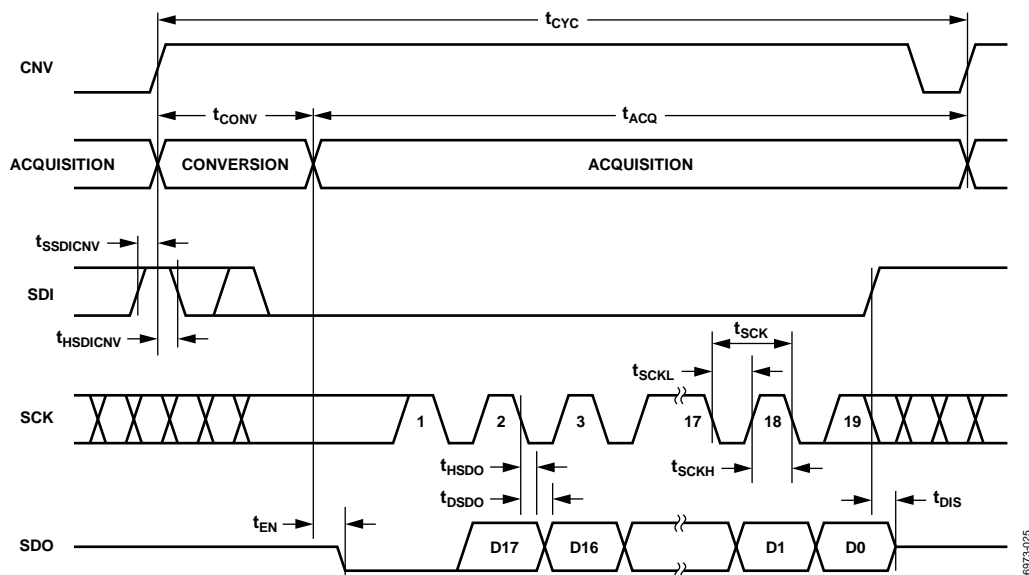 tCYC
CNV
tCONV
tACQ
ACQUISITION
CONVERSION
ACQUISITION
tSSDICNV
SDI
tHSDICNV
tSCK
tSCKL
SCK
1
2
3
17
18
19
tHSDO
tSCKH
tDSDO
tDIS
tEN
SDO
D17
D16
D1
D0
06973-025